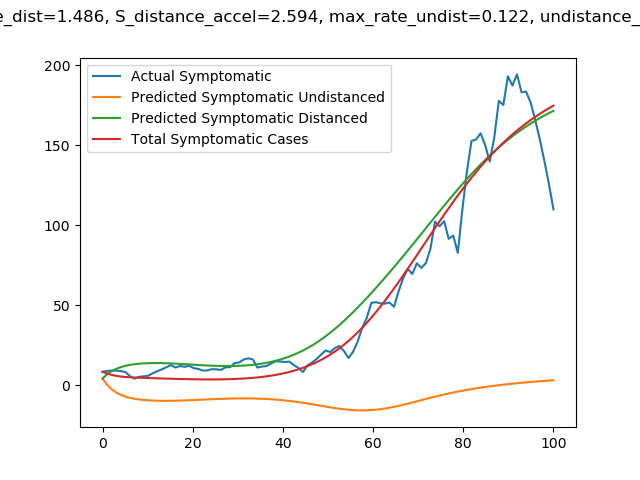 e_dist=1.486, S_distance_accel=2.594, max_rate_undist=0.122, undistance_
200
150
100
50
0
Actual Symptomatic
Predicted Symptomatic Undistanced
Predicted Symptomatic Distanced
Total Symptomatic Cases
0 20 40 60 80 100